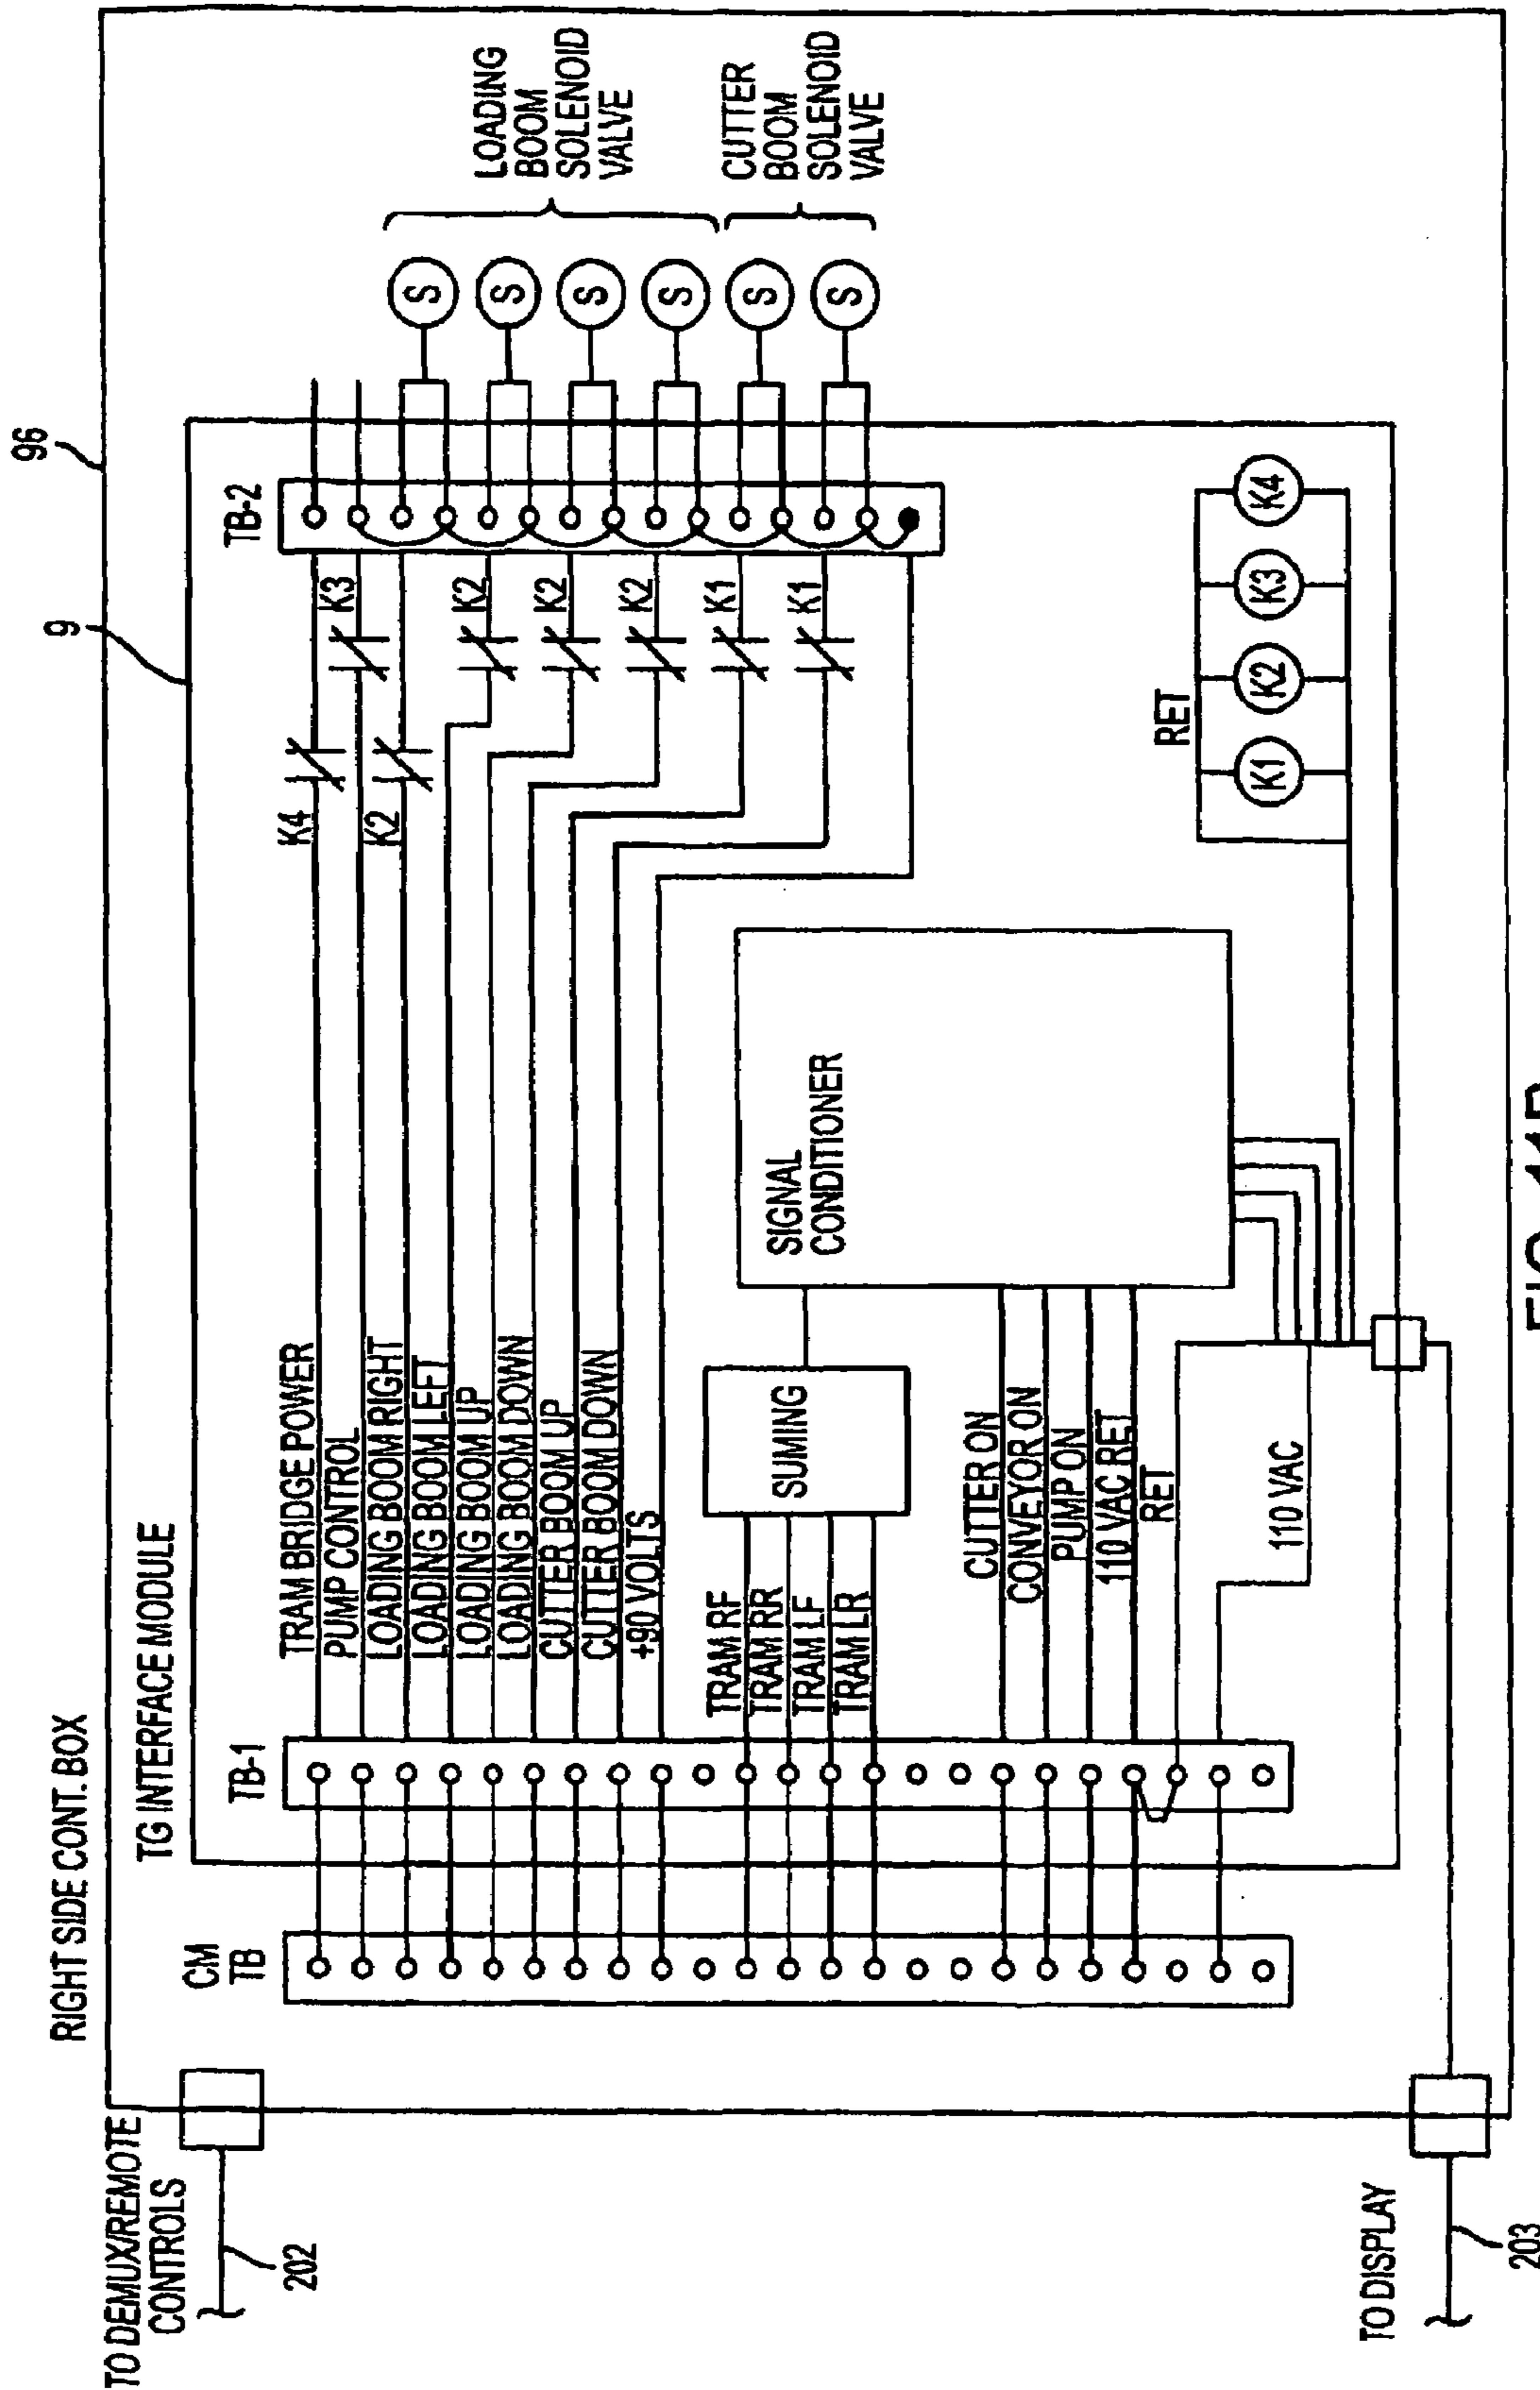 RIGHT SIDE CONT. BOX
96
TO DEMUX/REMOTE
CONTROLS
202
TG INTERFACE MODULE
9
CM
TB
TB-1
TB-2
TRAM BRIDGE POWER
PUMP CONTROL
LOADING BOOM RIGHT
LOADING BOOM LEFT
LOADING BOOM UP
LOADING BOOM DOWN
CUTTER BOOM UP
CUTTER BOOM DOWN
+90 VOLTS
K4
K3
K2
K2
K2
K2
K1
K1
S
S
S
S
S
S
LOADING
BOOM
SOLENOID
VALVE
CUTTER
BOOM
SOLENOID
VALVE
TRAM RF
TRAM RR
TRAM LF
TRAM LR
SUMING
SIGNAL
CONDITIONER
CUTTER ON
CONVEYOR ON
PUMP ON
110 VAC RET
RET
110 VAC
RET
K1
K2
K3
K4
TO DISPLAY
203